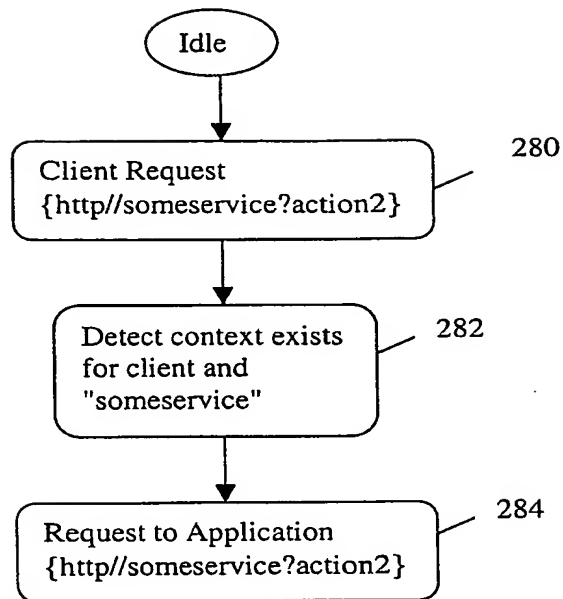 Idle
280
Client Request
{http//someservice?action2}
282
Detect context exists
for client and
"someservice"
284
Request to Application
{http//someservice?action2}